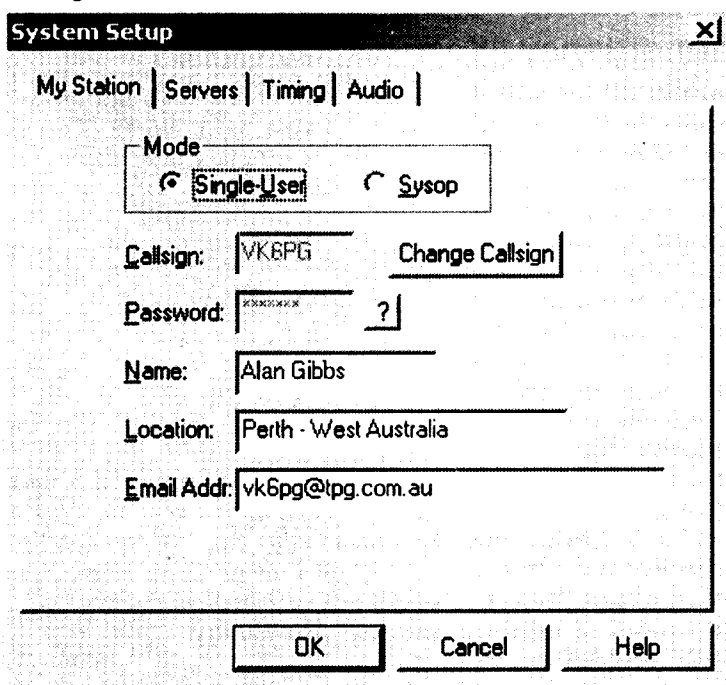 System Setup
My Station Servers Timing Audio
Mode
Single-User Sysop
Callsign: VK6PG Change Callsign
Password: ******* ?
Name: Alan Gibbs
Location: Perth - West Australia
Email Addr: vk6pg@tpg.com.au
OK Cancel Help